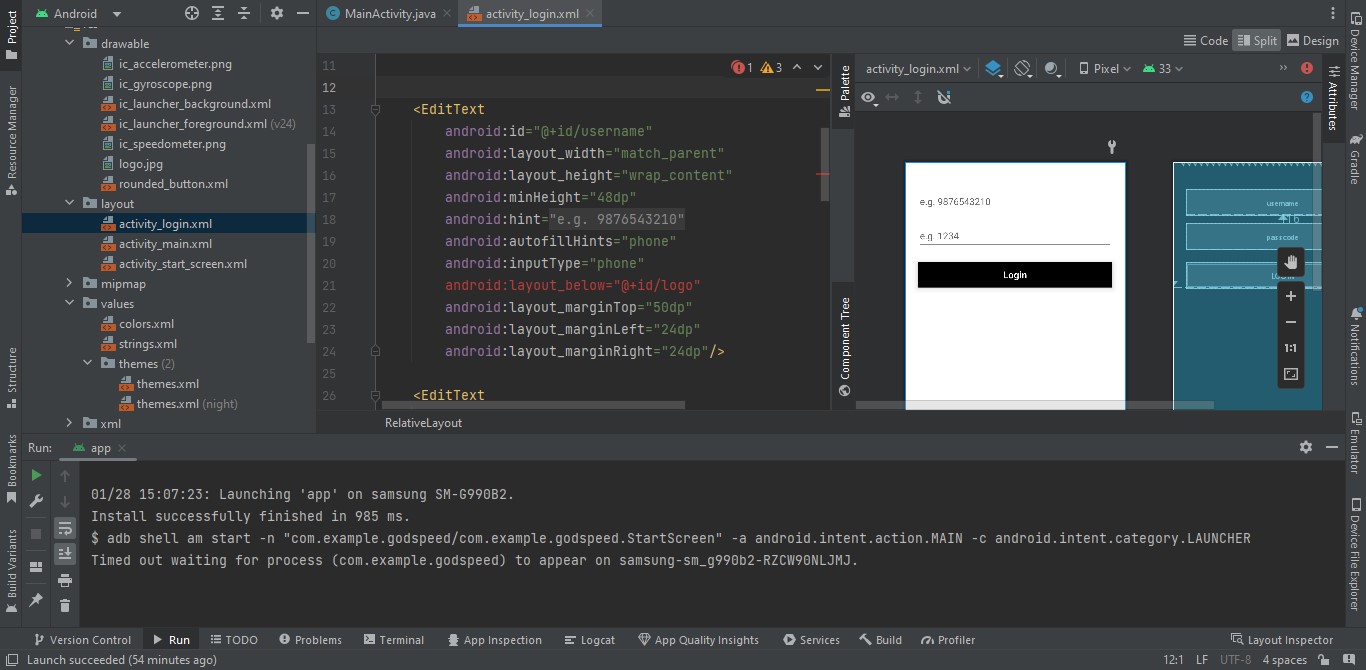 Android
MainActivity.java
activity_login.xml
Project
Resource Manager
Structure
Bookmarks
Build Variants
drawable
ic_accelerometer.png
ic_gyroscope.png
ic_launcher_background.xml
ic_launcher_foreground.xml (v24)
ic_speedometer.png
logo.jpg
rounded_button.xml
layout
activity_login.xml
activity_main.xml
activity_start_screen.xml
mipmap
values
colors.xml
strings.xml
themes (2)
themes.xml
themes.xml (night)
xml
Code Split Design
1 3
11
12
13 <EditText
14 android:id="@+id/username"
15 android:layout_width="match_parent"
16 android:layout_height="wrap_content"
17 android:minHeight="48dp"
18 android:hint="e.g. 9876543210"
19 android:autofillHints="phone"
20 android:inputType="phone"
21 android:layout_below="@+id/logo"
22 android:layout_marginTop="50dp"
23 android:layout_marginLeft="24dp"
24 android:layout_marginRight="24dp"/>
25
26 <EditText
RelativeLayout
Palette
Component Tree
activity_login.xml Pixel 33
e.g. 9876543210
e.g. 1234
Login
username
16
passcode
1:1
Attributes
Device Manager
Gradle
Notifications
Emulator
Device File Explorer
Run: app
01/28 15:07:23: Launching 'app' on samsung SM-G990B2.
Install successfully finished in 985 ms.
$ adb shell am start -n "com.example.godspeed/com.example.godspeed.StartScreen" -a android.intent.action.MAIN -c android.intent.category.LAUNCHER
Timed out waiting for process (com.example.godspeed) to appear on samsung-sm_g990b2-RZCW90NLJMJ.
Version Control Run TODO Problems Terminal App Inspection Logcat App Quality Insights Services Build Profiler Layout Inspector
Launch succeeded (54 minutes ago) 12:1 LF UTF-8 4 spaces